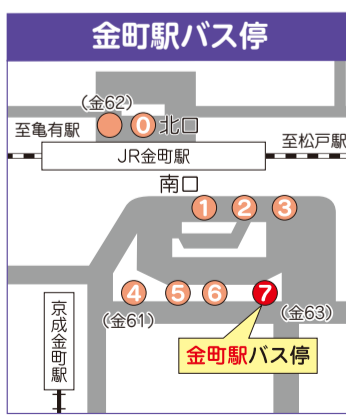 金町駅バス停
(金62)
0 北口
至亀有駅
至松戸駅
JR金町駅
南口
1 2 3
4 5 6 7
(金61)
(金63)
京成金町駅
金町駅バス停